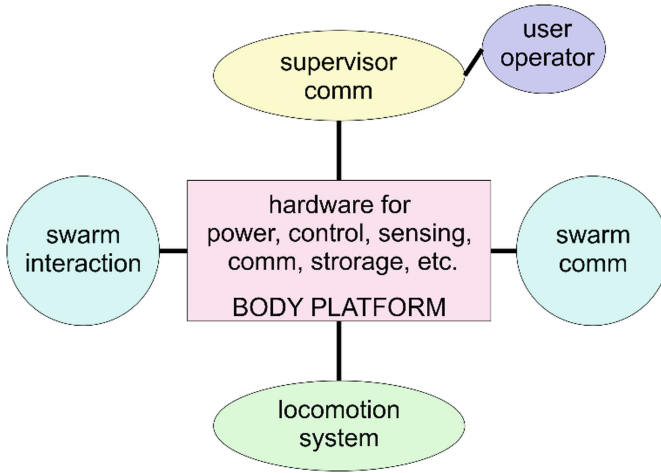 user
operator
supervisor
comm
hardware for
power, control, sensing,
comm, strorage, etc.
BODY PLATFORM
swarm
interaction
swarm
comm
locomotion
system